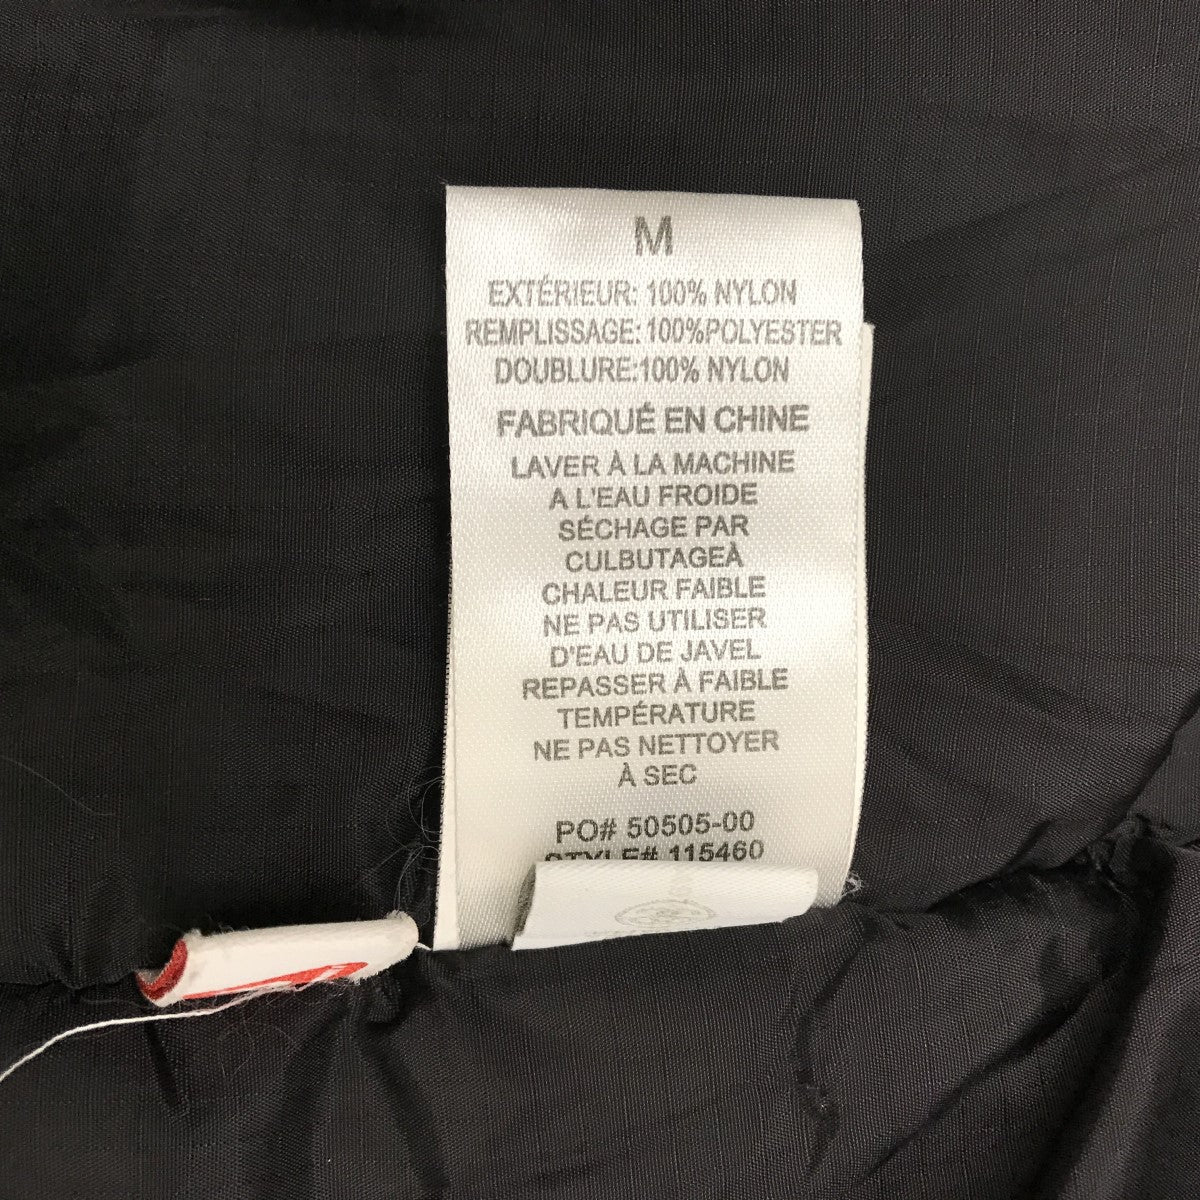 M
EXTÉRIEUR: 100% NYLON
REMPLISSAGE: 100%POLYESTER
DOUBLURE:100% NYLON
FABRIQUÉ EN CHINE
LAVER À LA MACHINE
A L'EAU FROIDE
SÉCHAGE PAR
CULBUTAGEÀ
CHALEUR FAIBLE
NE PAS UTILISER
D'EAU DE JAVEL
REPASSER À FAIBLE
TEMPÉRATURE
NE PAS NETTOYER
À SEC
PO# 50505-00
STYLE# 115460